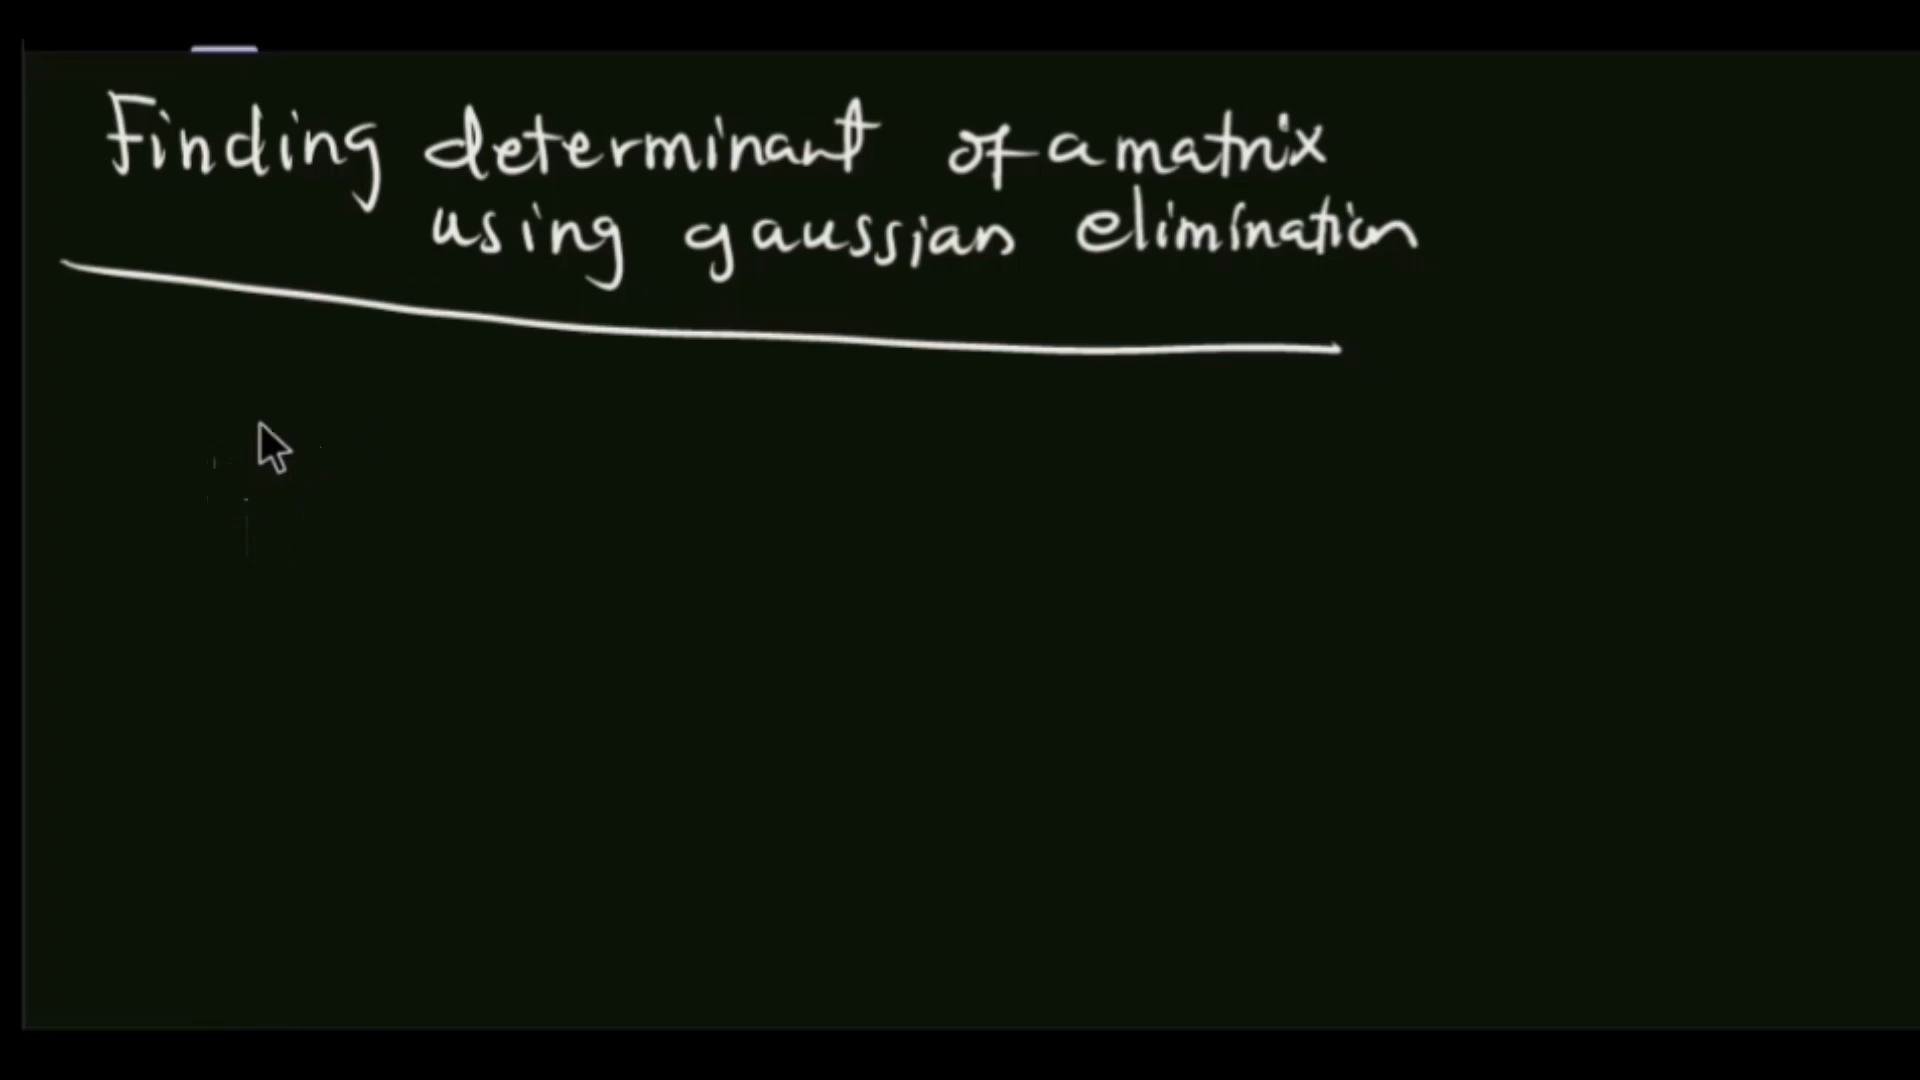 Finding determinant of a matrix
using gaussian elimination